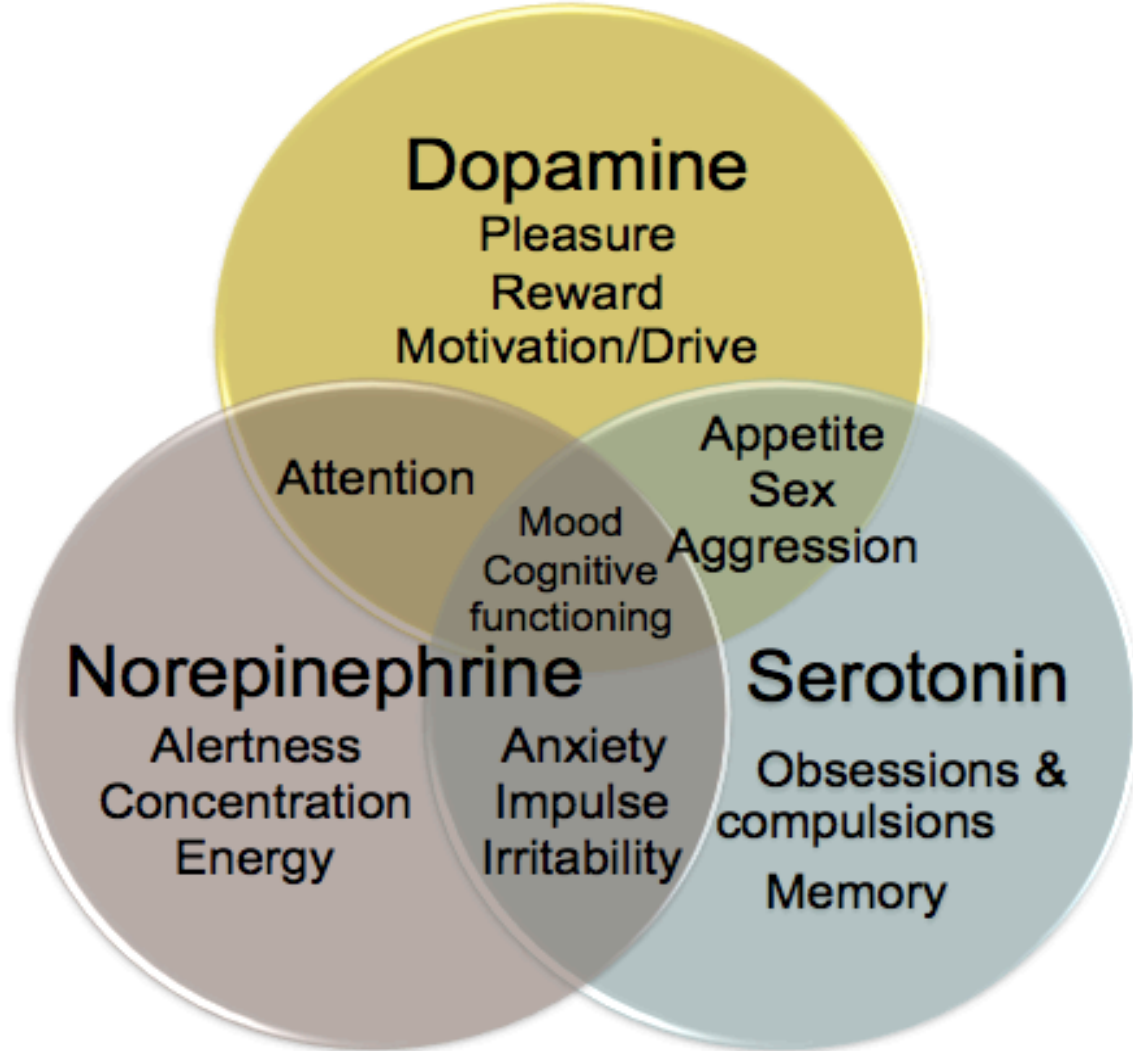 Dopamine
Pleasure
Reward
Motivation/Drive
Attention
Appetite
Sex
Aggression
Mood
Cognitive
functioning
Norepinephrine
Alertness
Concentration
Energy
Anxiety
Impulse
Irritability
Serotonin
Obsessions &
compulsions
Memory